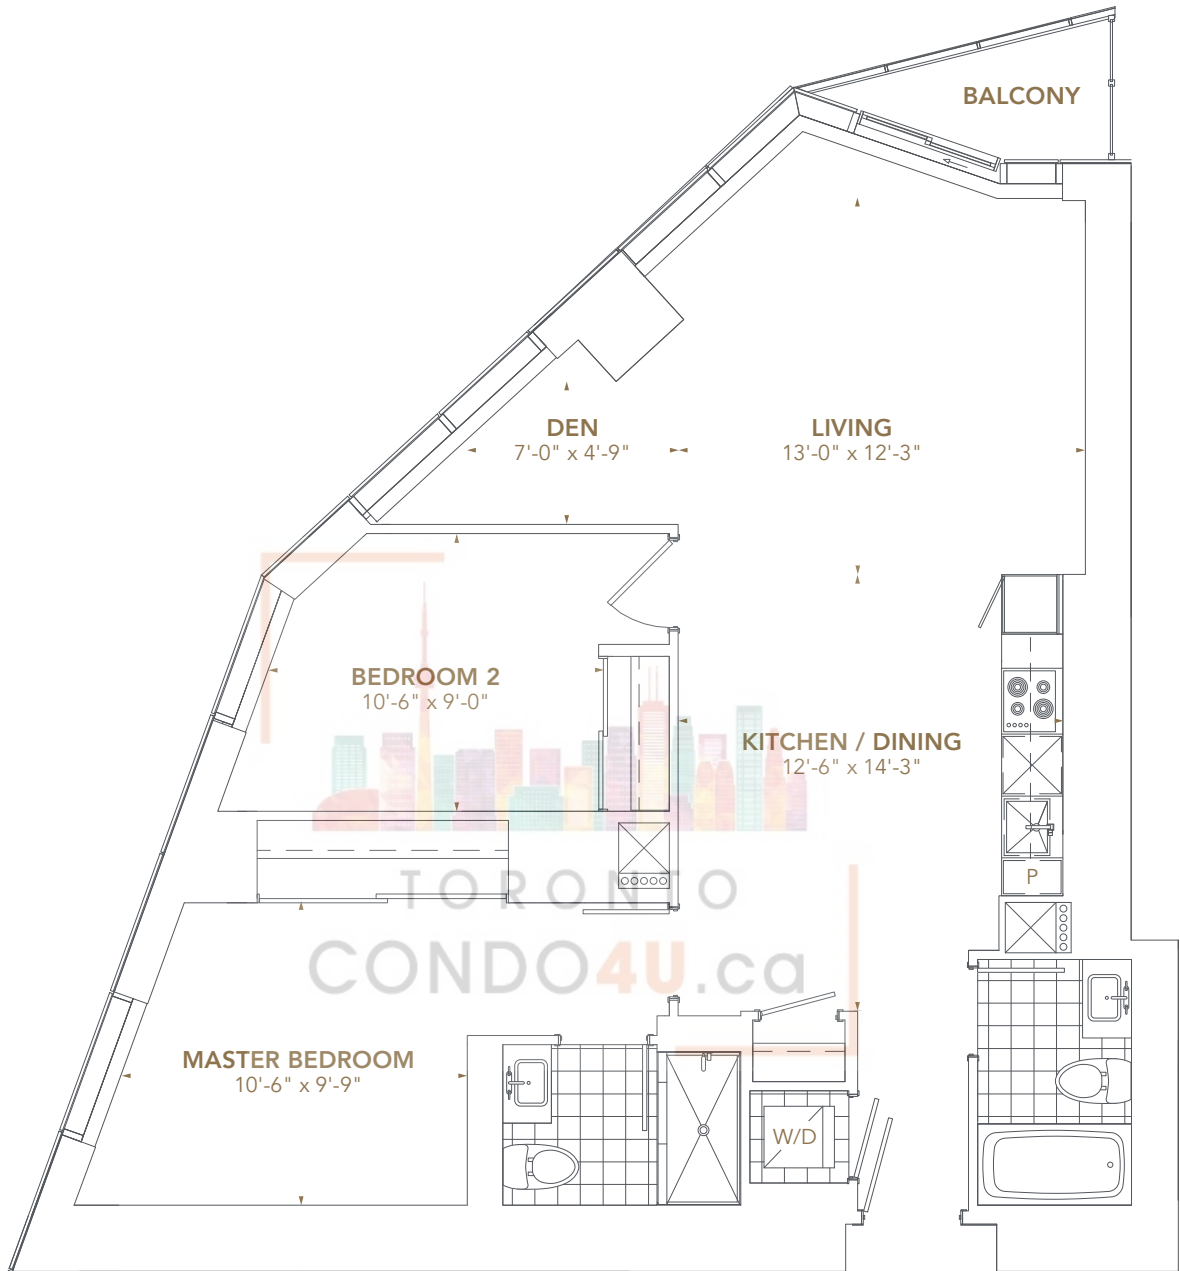 BALCONY
DEN
7'-0" x 4'-9"
LIVING
13'-0" x 12'-3"
BEDROOM 2
10'-6" x 9'-0"
KITCHEN / DINING
12'-6" x 14'-3"
P
TORONTO
CONDO4U.ca
MASTER BEDROOM
10'-6" x 9'-9"
W/D